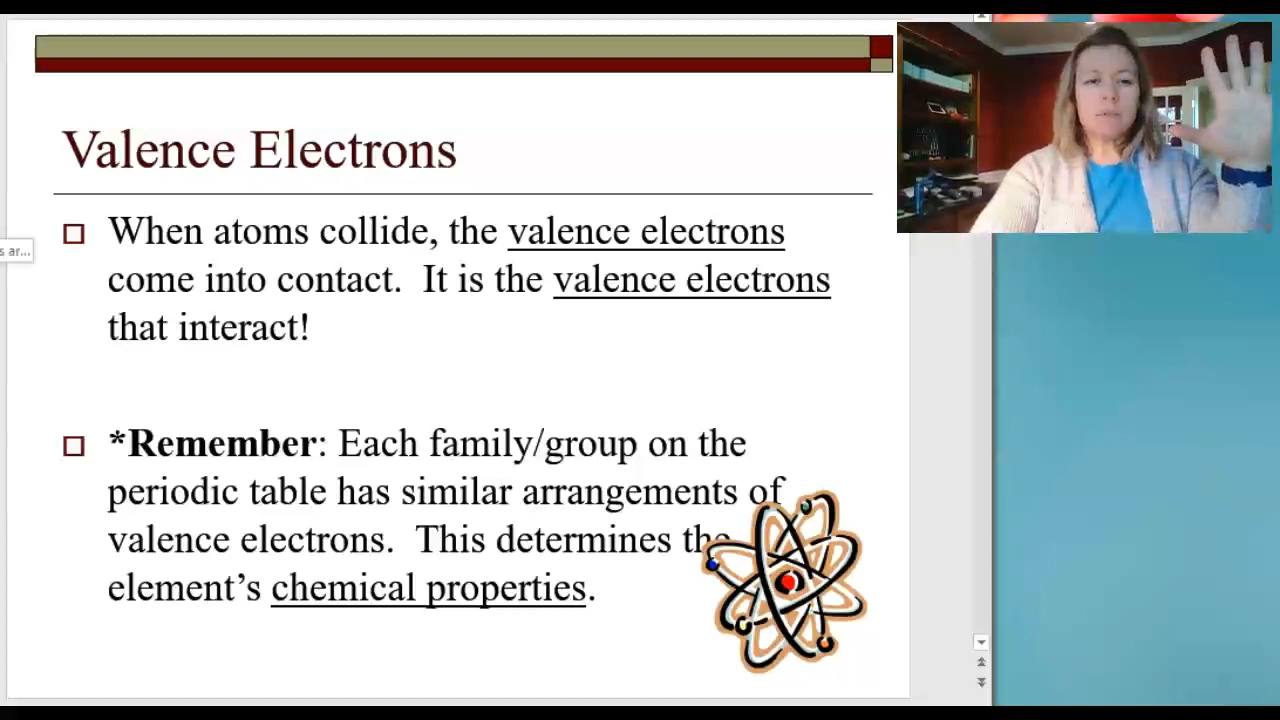 Valence Electrons
When atoms collide, the valence electrons
come into contact. It is the valence electrons
that interact!
s ar...
*Remember: Each family/group on the
periodic table has similar arrangements of
valence electrons. This determines the
element’s chemical properties.